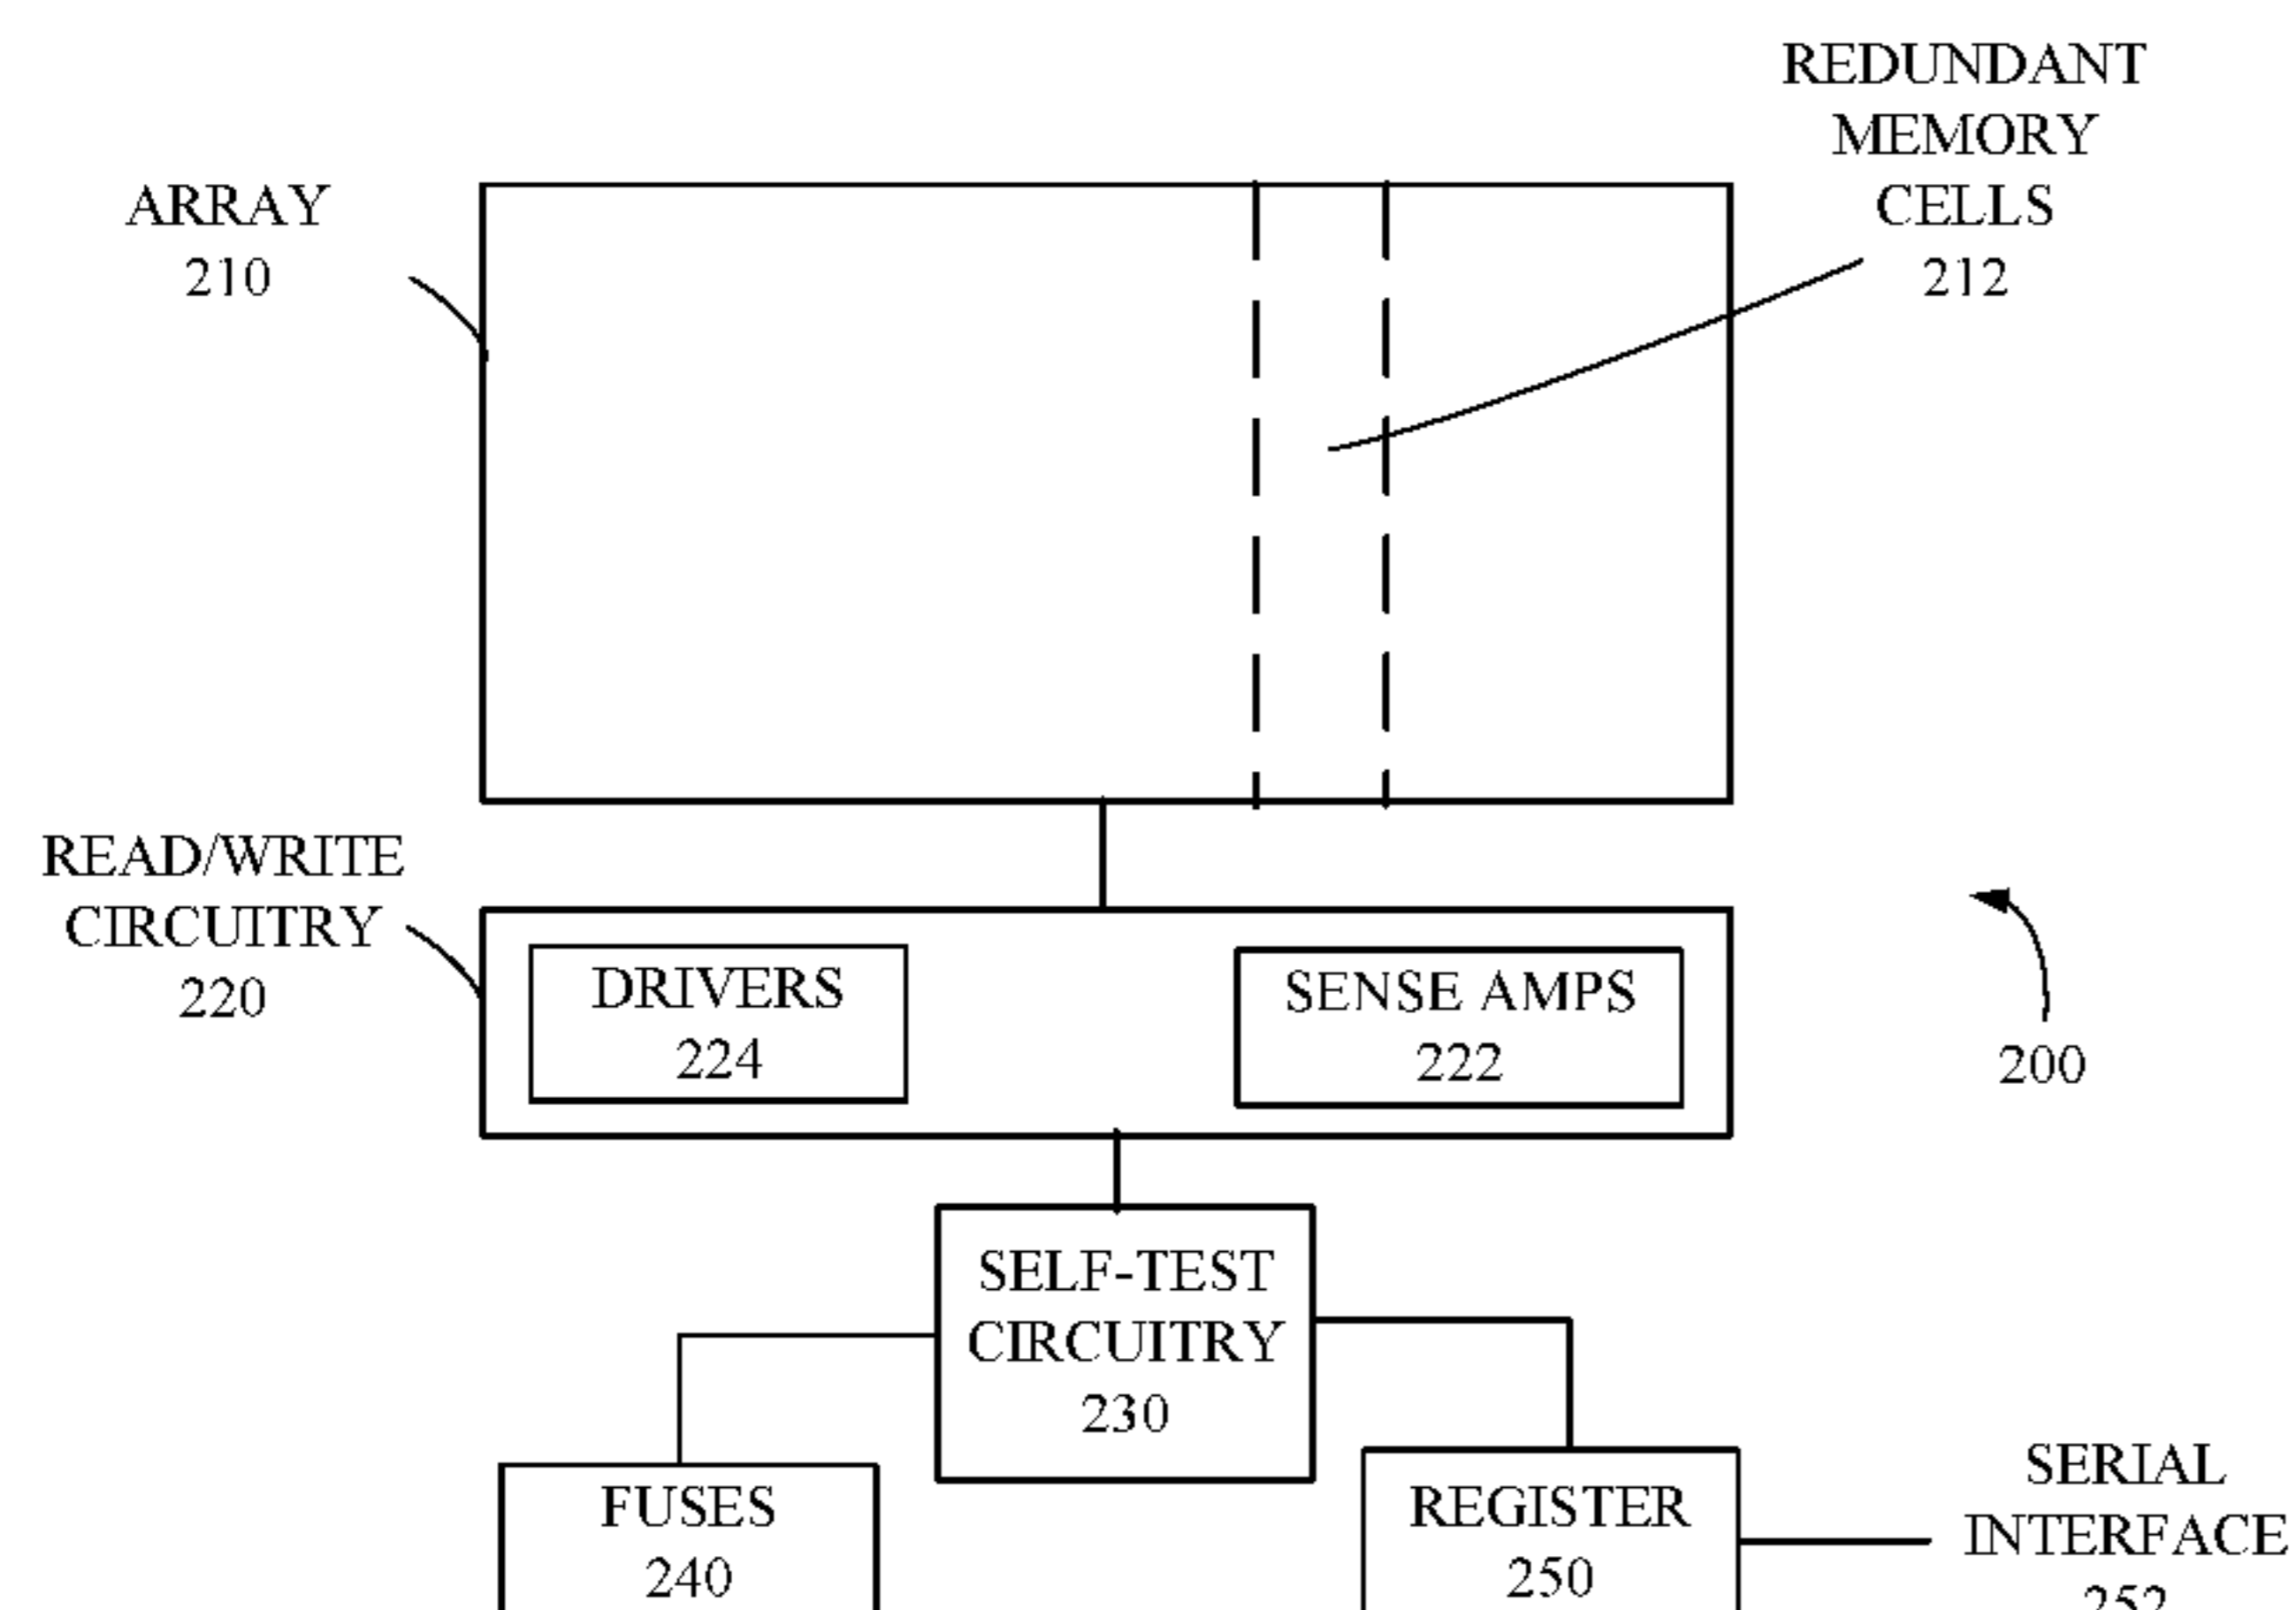 REDUNDANT
MEMORY
CELLS
212
ARRAY
210
READ/WRITE
CIRCUITRY
220
DRIVERS
224
SENSE AMPS
222
200
SELF-TEST
CIRCUITRY
230
FUSES
240
REGISTER
250
SERIAL
INTERFACE
252